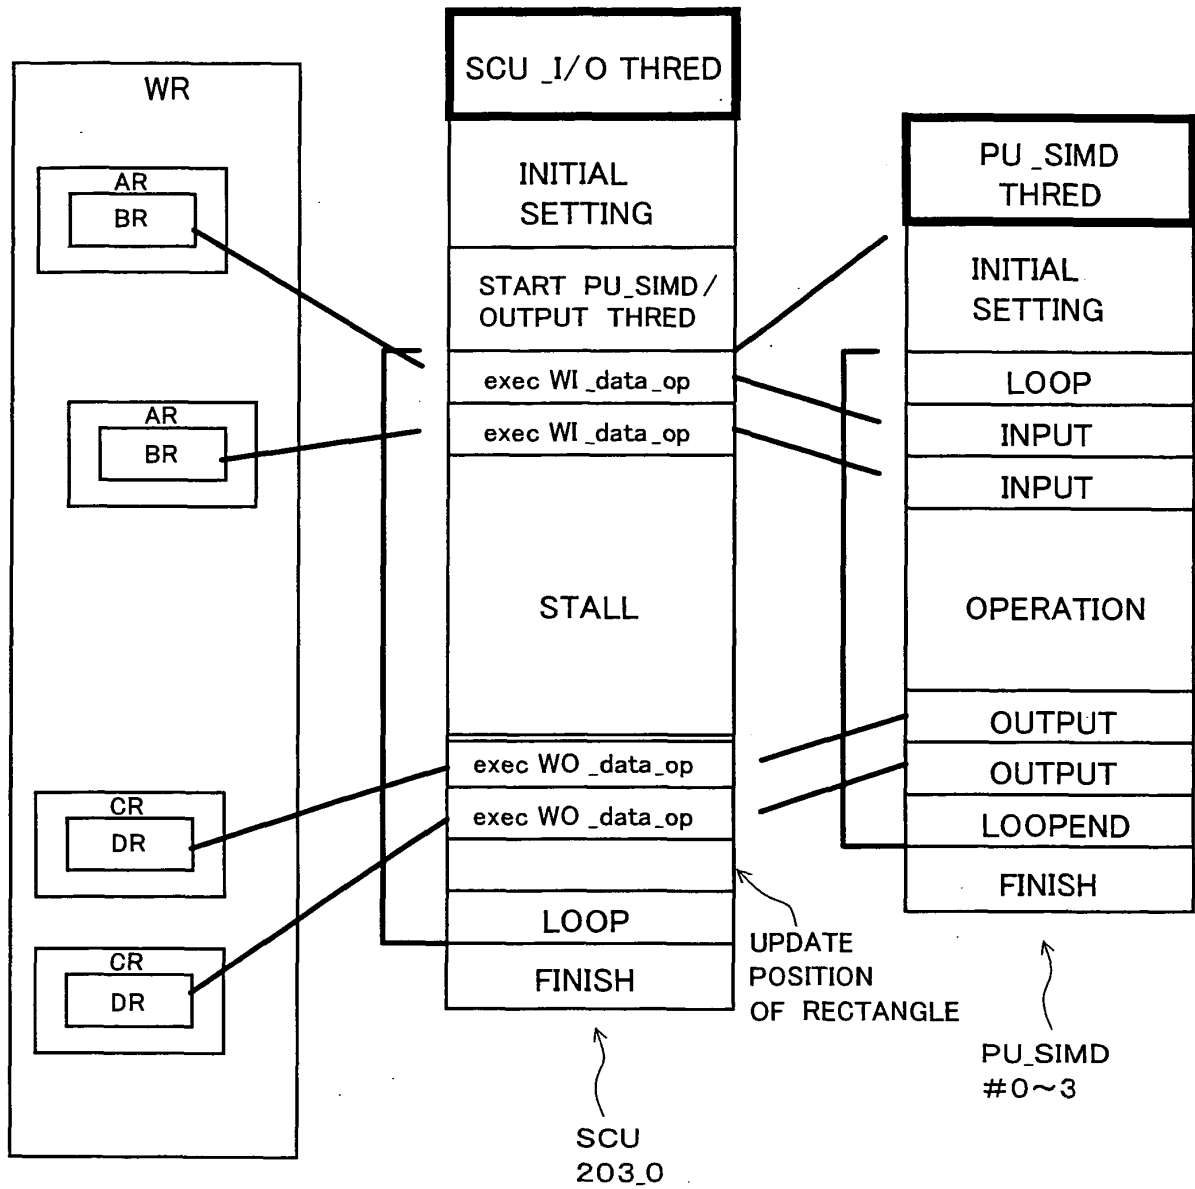 WR
AR
BR
AR
BR
CR
DR
CR
DR
SCU _I/O THRED
INITIAL
SETTING
START PU_SIMD/
OUTPUT THRED
exec WI _data_op
exec WI _data_op
STALL
exec WO _data_op
exec WO _data_op
LOOP
FINISH
UPDATE
POSITION
OF RECTANGLE
SCU
203_0
PU _SIMD
THRED
INITIAL
SETTING
LOOP
INPUT
INPUT
OPERATION
OUTPUT
OUTPUT
LOOPEND
FINISH
PU_SIMD
#0~3